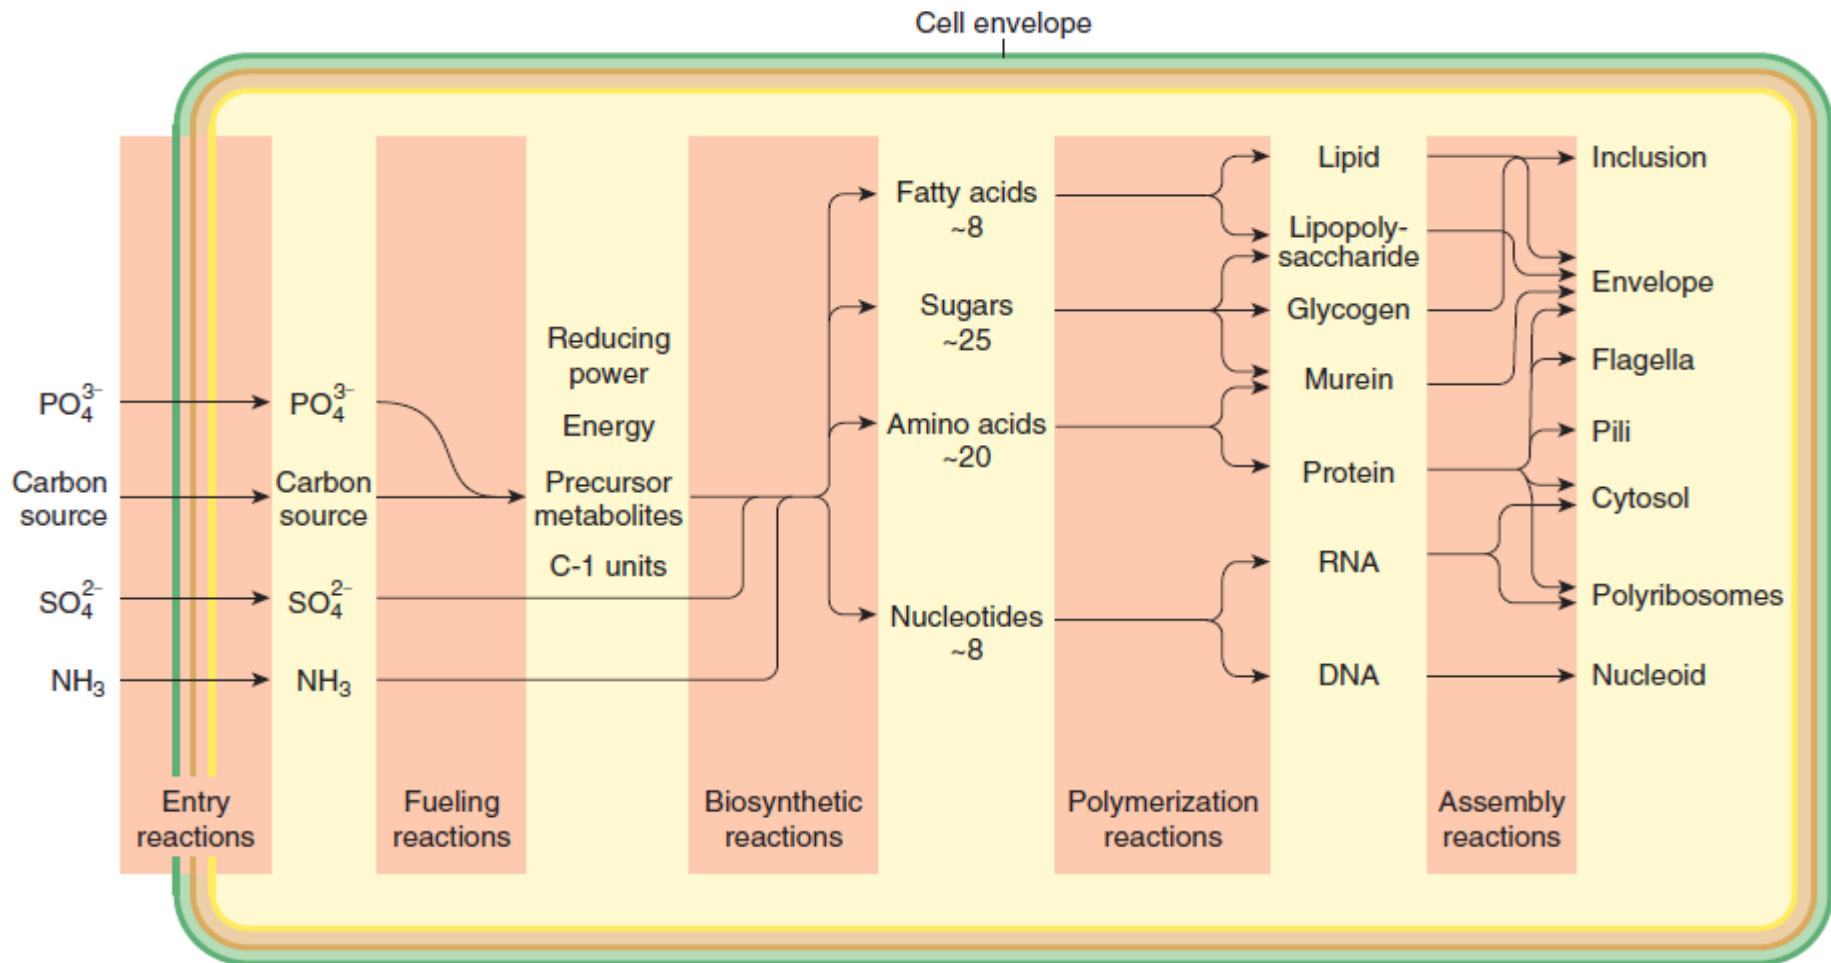 Cell envelope
PO₄³⁻
Carbon
source
SO₄²⁻
NH₃
PO₄³⁻
Carbon
source
SO₄²⁻
NH₃
Reducing
power
Energy
Precursor
metabolites
C-1 units
Fatty acids
~8
Sugars
~25
Amino acids
~20
Nucleotides
~8
Lipid
Lipopoly-
saccharide
Glycogen
Murein
Protein
RNA
DNA
Inclusion
Envelope
Flagella
Pili
Cytosol
Polyribosomes
Nucleoid
Entry
reactions
Fueling
reactions
Biosynthetic
reactions
Polymerization
reactions
Assembly
reactions